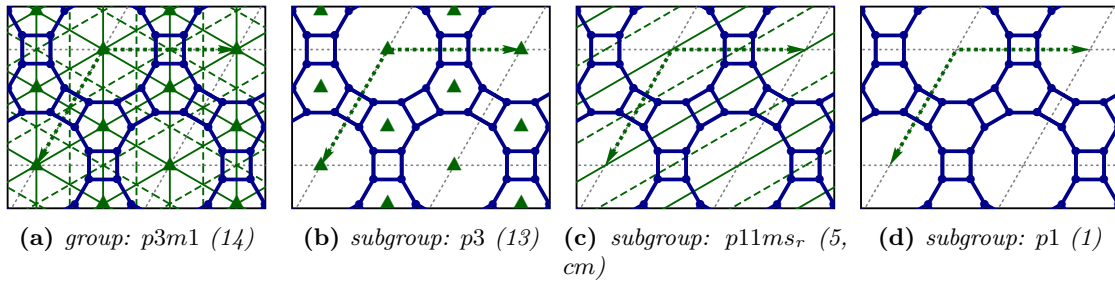 (a) group: p3m1 (14)
(b) subgroup: p3 (13)
(c) subgroup: p11ms_r (5,
cm)
(d) subgroup: p1 (1)